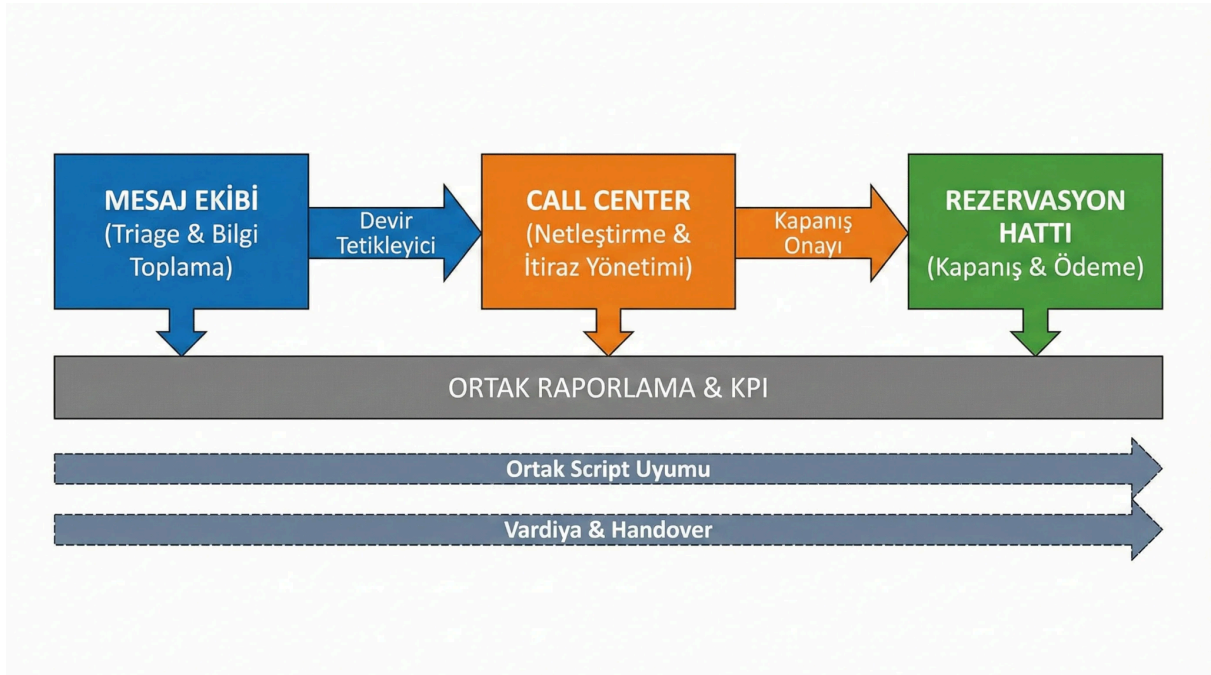 MESAJ EKİBİ
(Triage & Bilgi
Toplama)
Devir
Tetikleyici
CALL CENTER
(Netleştirme &
İtiraz Yönetimi)
Kapanış
Onayı
REZERVASYON
HATTI
(Kapanış & Ödeme)
ORTAK RAPORLAMA & KPI
Ortak Script Uyumu
Vardiya & Handover